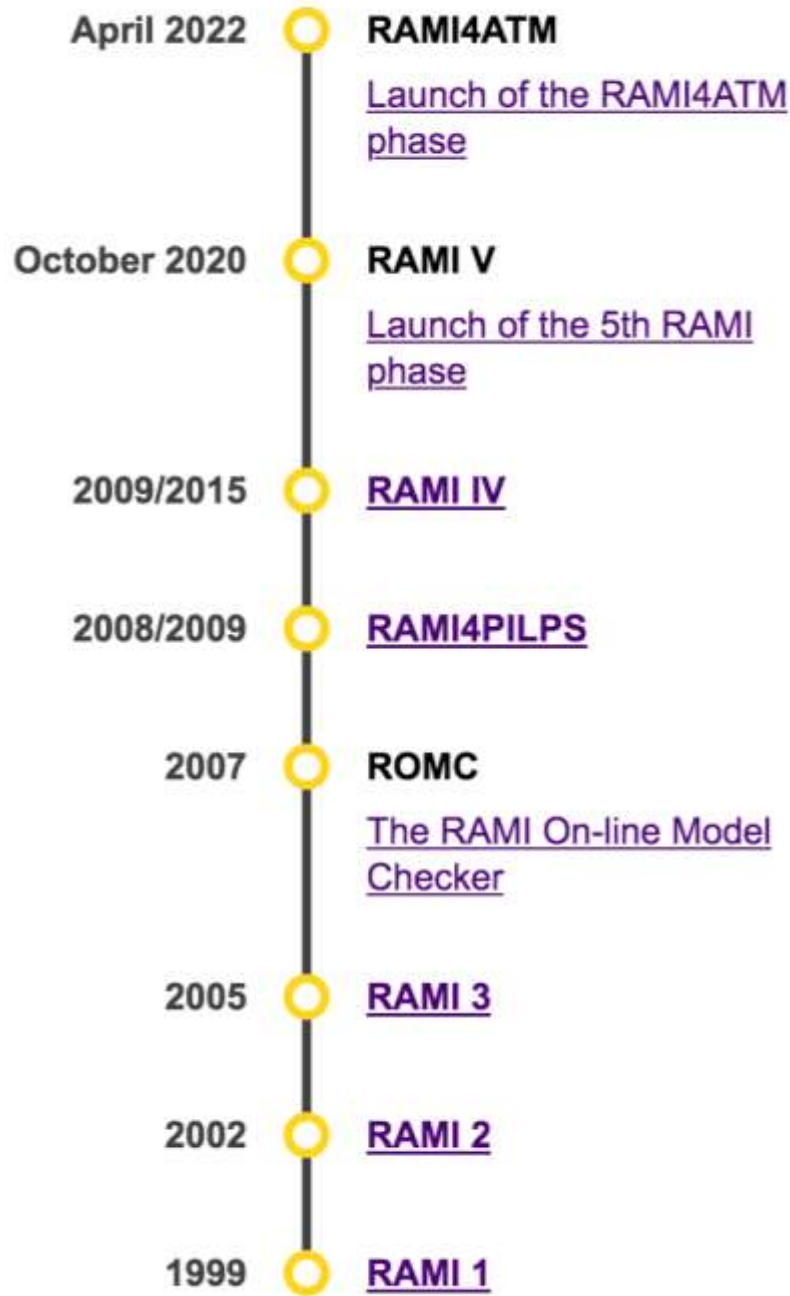 April 2022 RAMI4ATM
Launch of the RAMI4ATM
phase
October 2020 RAMI V
Launch of the 5th RAMI
phase
2009/2015 RAMI IV
2008/2009 RAMI4PILPS
2007 ROMC
The RAMI On-line Model
Checker
2005 RAMI 3
2002 RAMI 2
1999 RAMI 1